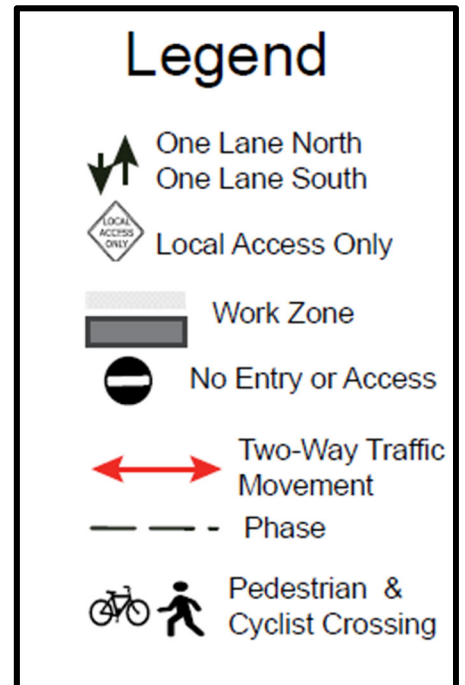 Legend
One Lane North
One Lane South
LOCAL
ACCESS
ONLY
Local Access Only
Work Zone
No Entry or Access
Two-Way Traffic
Movement
Phase
Pedestrian &
Cyclist Crossing